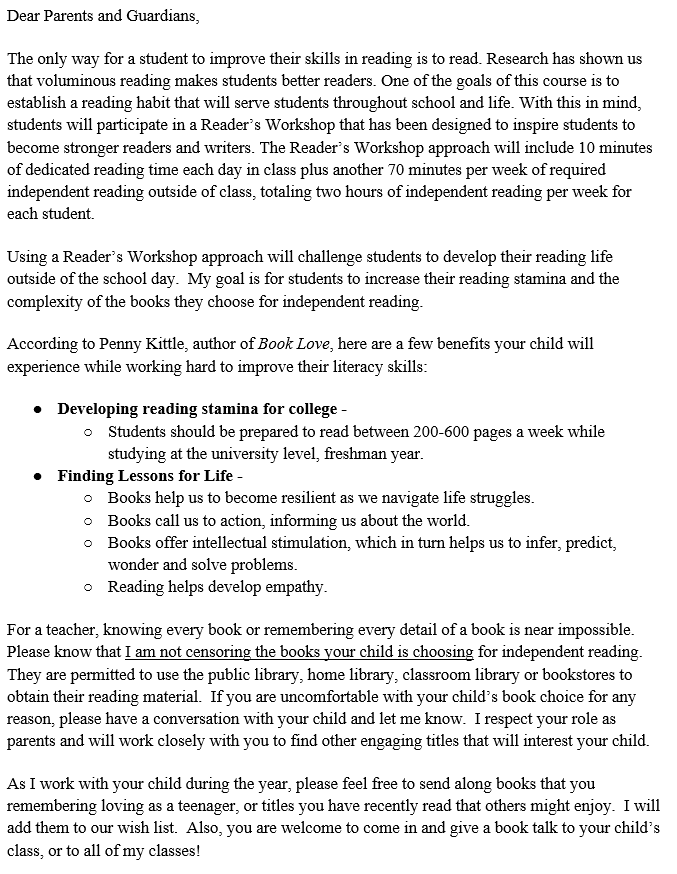 Dear Parents and Guardians,
The only way for a student to improve their skills in reading is to read. Research has shown us
that voluminous reading makes students better readers. One of the goals of this course is to
establish a reading habit that will serve students throughout school and life. With this in mind,
students will participate in a Reader's Workshop that has been designed to inspire students to
become stronger readers and writers. The Reader's Workshop approach will include 10 minutes
of dedicated reading time each day in class plus another 70 minutes per week of required
independent reading outside of class, totaling two hours of independent reading per week for
each student.
Using a Reader's Workshop approach will challenge students to develop their reading life
outside of the school day.  My goal is for students to increase their reading stamina and the
complexity of the books they choose for independent reading.
According to Penny Kittle, author of Book Love, here are a few benefits your child will
experience while working hard to improve their literacy skills:
● Developing reading stamina for college -
○ Students should be prepared to read between 200-600 pages a week while
studying at the university level, freshman year.
● Finding Lessons for Life -
○ Books help us to become resilient as we navigate life struggles.
○ Books call us to action, informing us about the world.
○ Books offer intellectual stimulation, which in turn helps us to infer, predict,
wonder and solve problems.
○ Reading helps develop empathy.
For a teacher, knowing every book or remembering every detail of a book is near impossible.
Please know that I am not censoring the books your child is choosing for independent reading.
They are permitted to use the public library, home library, classroom library or bookstores to
obtain their reading material.  If you are uncomfortable with your child's book choice for any
reason, please have a conversation with your child and let me know.  I respect your role as
parents and will work closely with you to find other engaging titles that will interest your child.
As I work with your child during the year, please feel free to send along books that you
remembering loving as a teenager, or titles you have recently read that others might enjoy.  I will
add them to our wish list.  Also, you are welcome to come in and give a book talk to your child's
class, or to all of my classes!